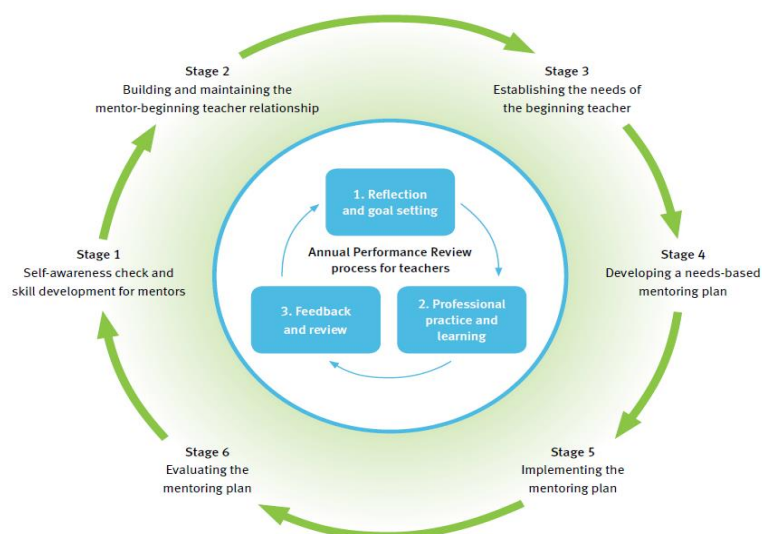 Stage 2
Building and maintaining the
mentor-beginning teacher relationship
Stage 3
Establishing the needs of
the beginning teacher
1. Reflection
and goal setting
Stage 1
Self-awareness check and
skill development for mentors
Annual Performance Review
process for teachers
Stage 4
Developing a needs-based
mentoring plan
3. Feedback
and review
2. Professional
practice and
learning
Stage 6
Evaluating the
mentoring plan
Stage 5
Implementing the
mentoring plan